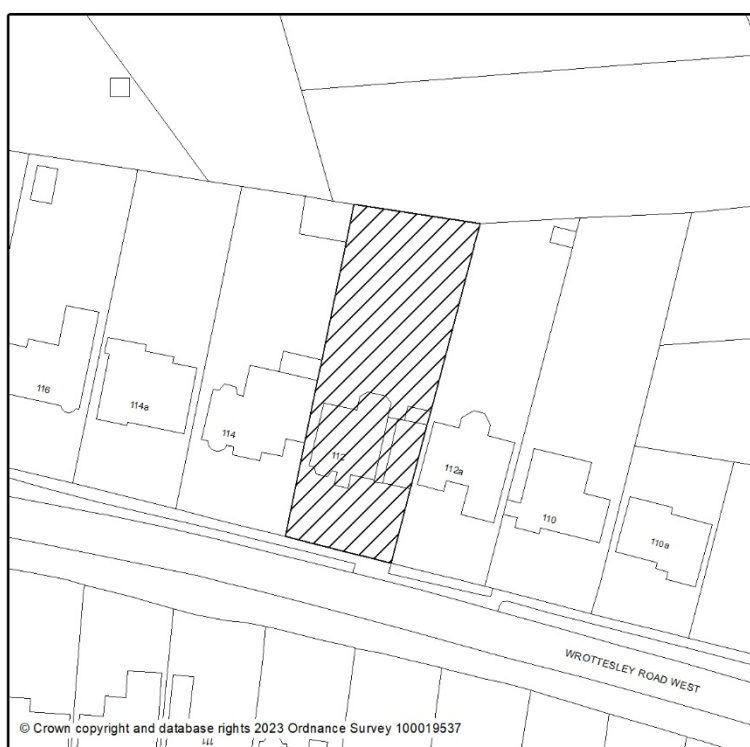 116
114a
114
112
112a
110
110a
WROTTESLEY ROAD WEST
© Crown copyright and database rights 2023 Ordnance Survey 100019537